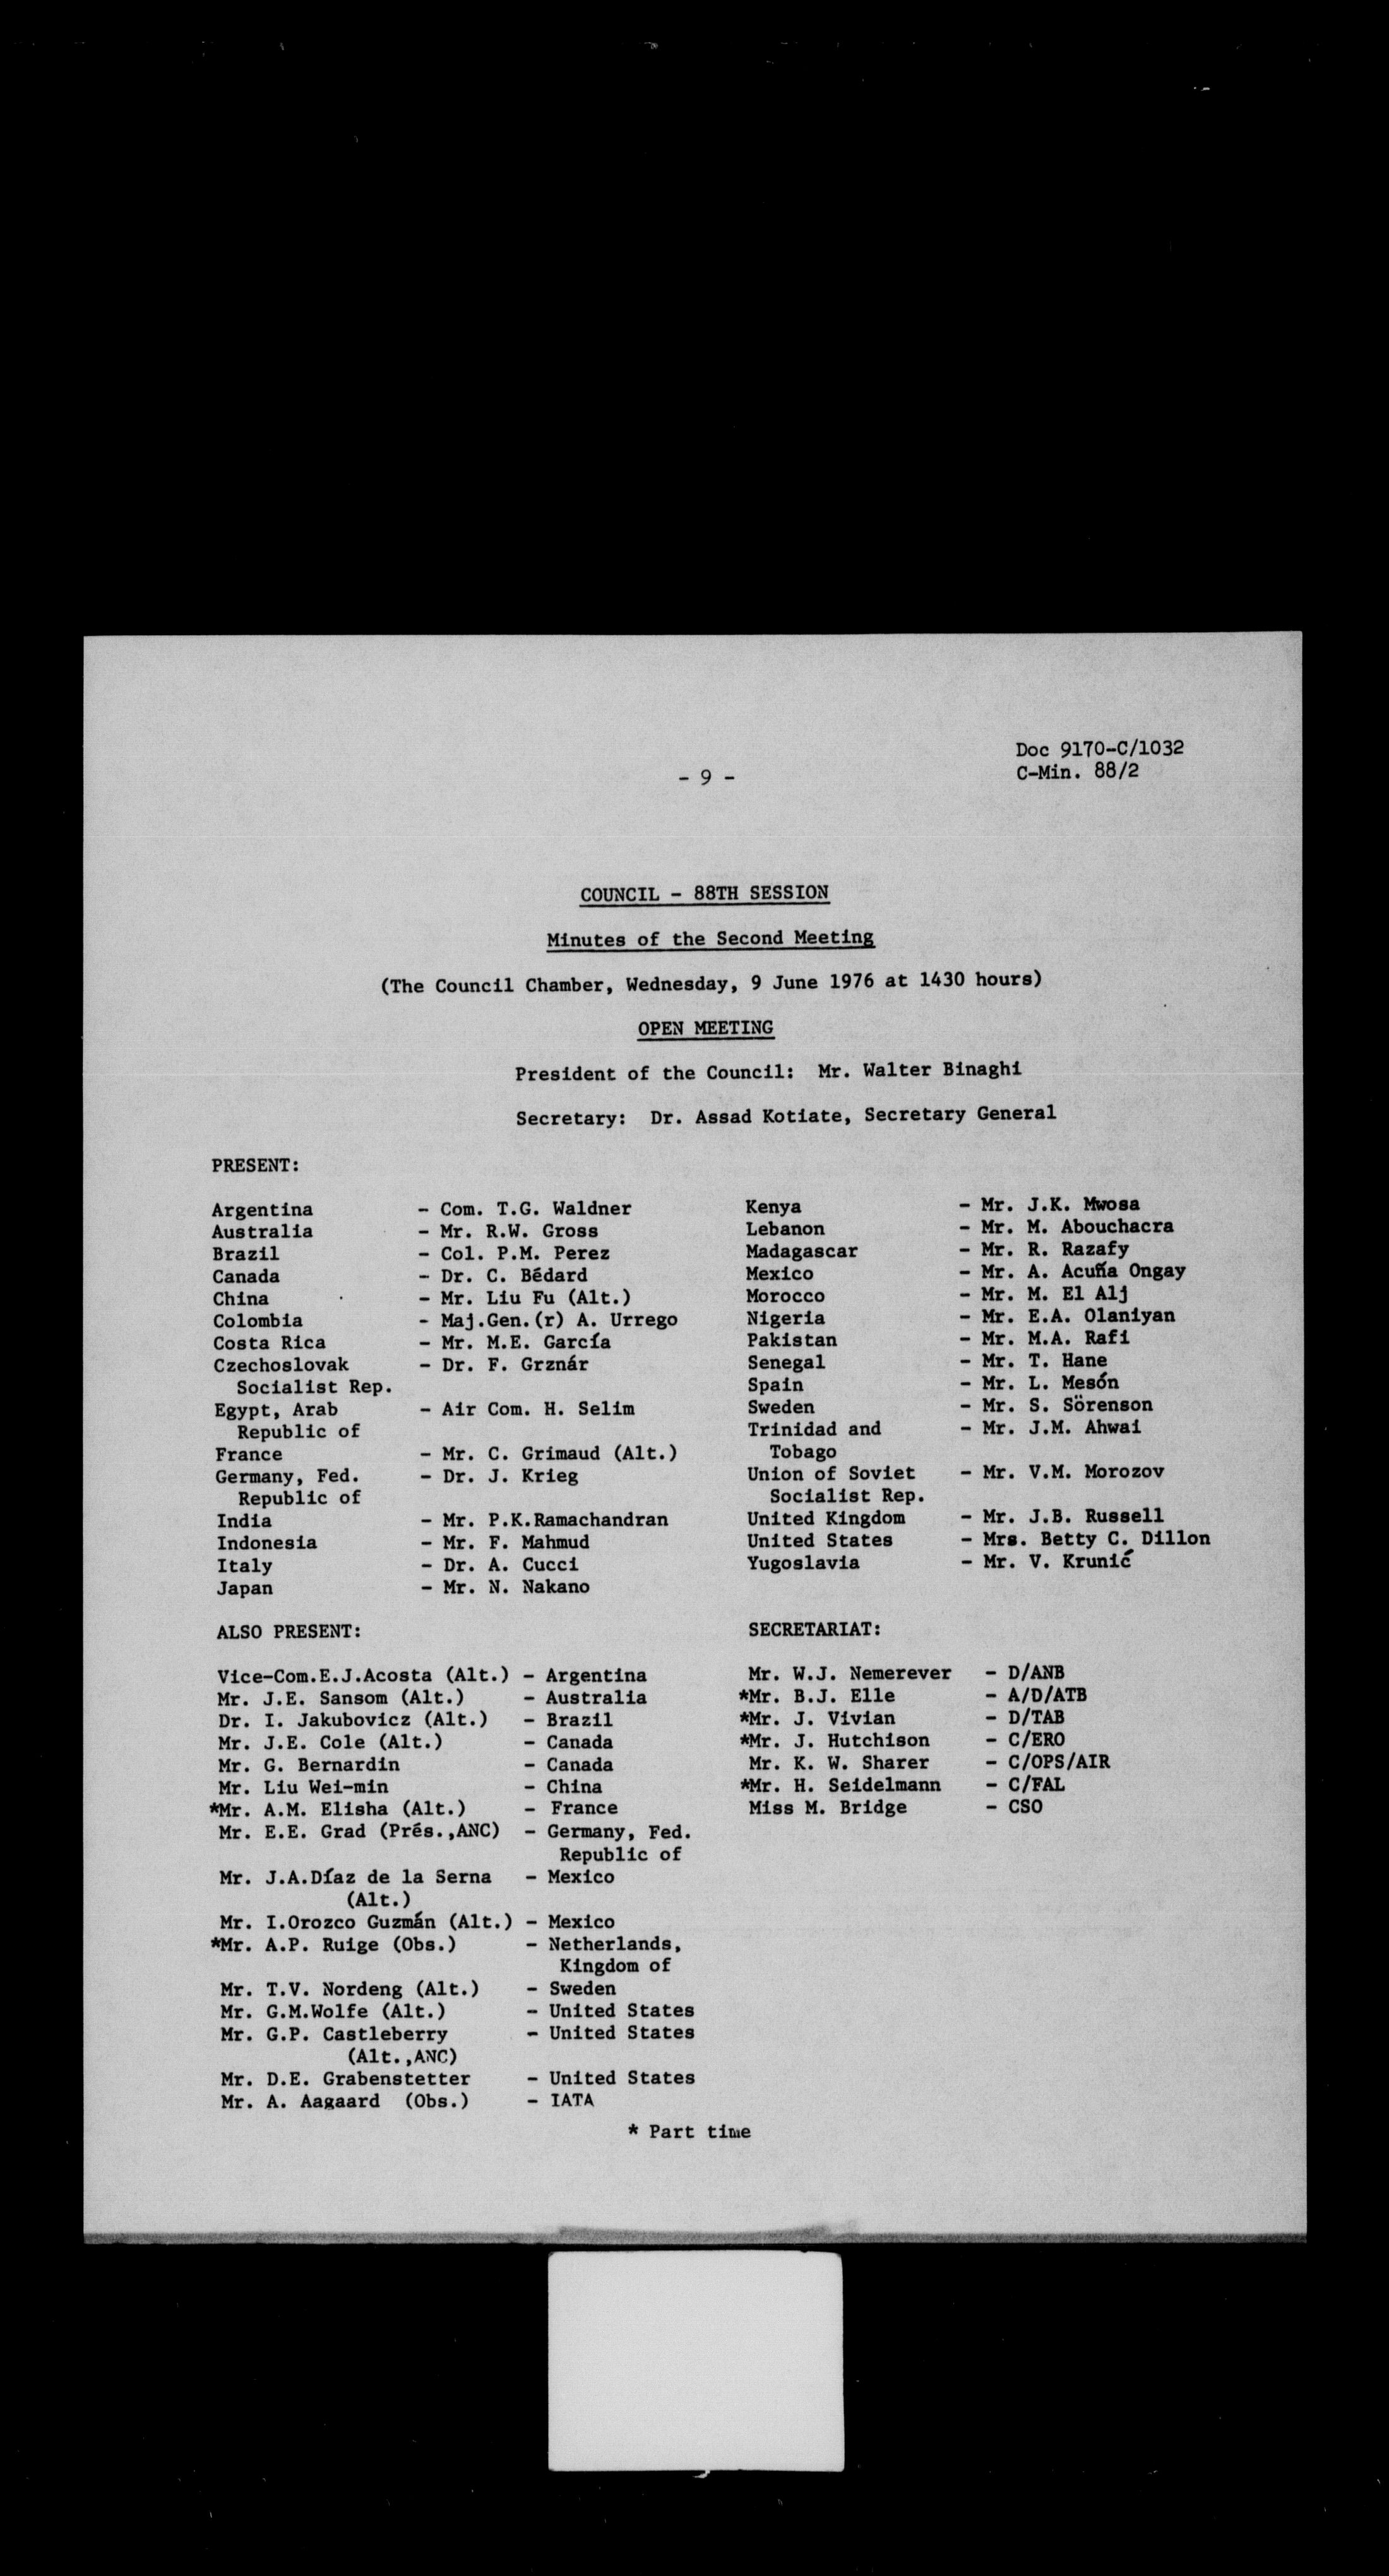 Doc 9170-C/1032
- 9 -
C-Min. 88/2
COUNCIL - 88TH SESSION
Minutes of the Second Meeting
(The Council Chamber, Wednesday, 9 June 1976 at 1430 hours)
OPEN MEETING
President of the Council: Mr. Walter Binaghi
Secretary: Dr. Assad Kotiate, Secretary General
PRESENT:
Argentina - Com. T.G. Waldner
Australia - Mr. R.W. Gross
Brazil - Col. P.M. Perez
Canada - Dr. C. Bédard
China - Mr. Liu Fu (Alt.)
Colombia - Maj.Gen.(r) A. Urrego
Costa Rica - Mr. M.E. García
Czechoslovak - Dr. F. Grznár
Socialist Rep.
Egypt, Arab - Air Com. H. Selim
Republic of
France - Mr. C. Grimaud (Alt.)
Germany, Fed. - Dr. J. Krieg
Republic of
India - Mr. P.K.Ramachandran
Indonesia - Mr. F. Mahmud
Italy - Dr. A. Cucci
Japan - Mr. N. Nakano
Kenya - Mr. J.K. Mwosa
Lebanon - Mr. M. Abouchacra
Madagascar - Mr. R. Razafy
Mexico - Mr. A. Acuña Ongay
Morocco - Mr. M. El Alj
Nigeria - Mr. E.A. Olaniyan
Pakistan - Mr. M.A. Rafi
Senegal - Mr. T. Hane
Spain - Mr. L. Mesón
Sweden - Mr. S. Sörenson
Trinidad and - Mr. J.M. Ahwai
Tobago
Union of Soviet - Mr. V.M. Morozov
Socialist Rep.
United Kingdom - Mr. J.B. Russell
United States - Mrs. Betty C. Dillon
Yugoslavia - Mr. V. Krunić
ALSO PRESENT:
Vice-Com.E.J.Acosta (Alt.) - Argentina
Mr. J.E. Sansom (Alt.) - Australia
Dr. I. Jakubovicz (Alt.) - Brazil
Mr. J.E. Cole (Alt.) - Canada
Mr. G. Bernardin - Canada
Mr. Liu Wei-min - China
*Mr. A.M. Elisha (Alt.) - France
Mr. E.E. Grad (Prés.,ANC) - Germany, Fed.
Republic of
Mr. J.A.Díaz de la Serna - Mexico
(Alt.)
Mr. I.Orozco Guzmán (Alt.) - Mexico
*Mr. A.P. Ruige (Obs.) - Netherlands,
Kingdom of
Mr. T.V. Nordeng (Alt.) - Sweden
Mr. G.M.Wolfe (Alt.) - United States
Mr. G.P. Castleberry - United States
(Alt.,ANC)
Mr. D.E. Grabenstetter - United States
Mr. A. Aagaard (Obs.) - IATA
SECRETARIAT:
Mr. W.J. Nemerever - D/ANB
*Mr. B.J. Elle - A/D/ATB
*Mr. J. Vivian - D/TAB
*Mr. J. Hutchison - C/ERO
Mr. K. W. Sharer - C/OPS/AIR
*Mr. H. Seidelmann - C/FAL
Miss M. Bridge - CSO
* Part time